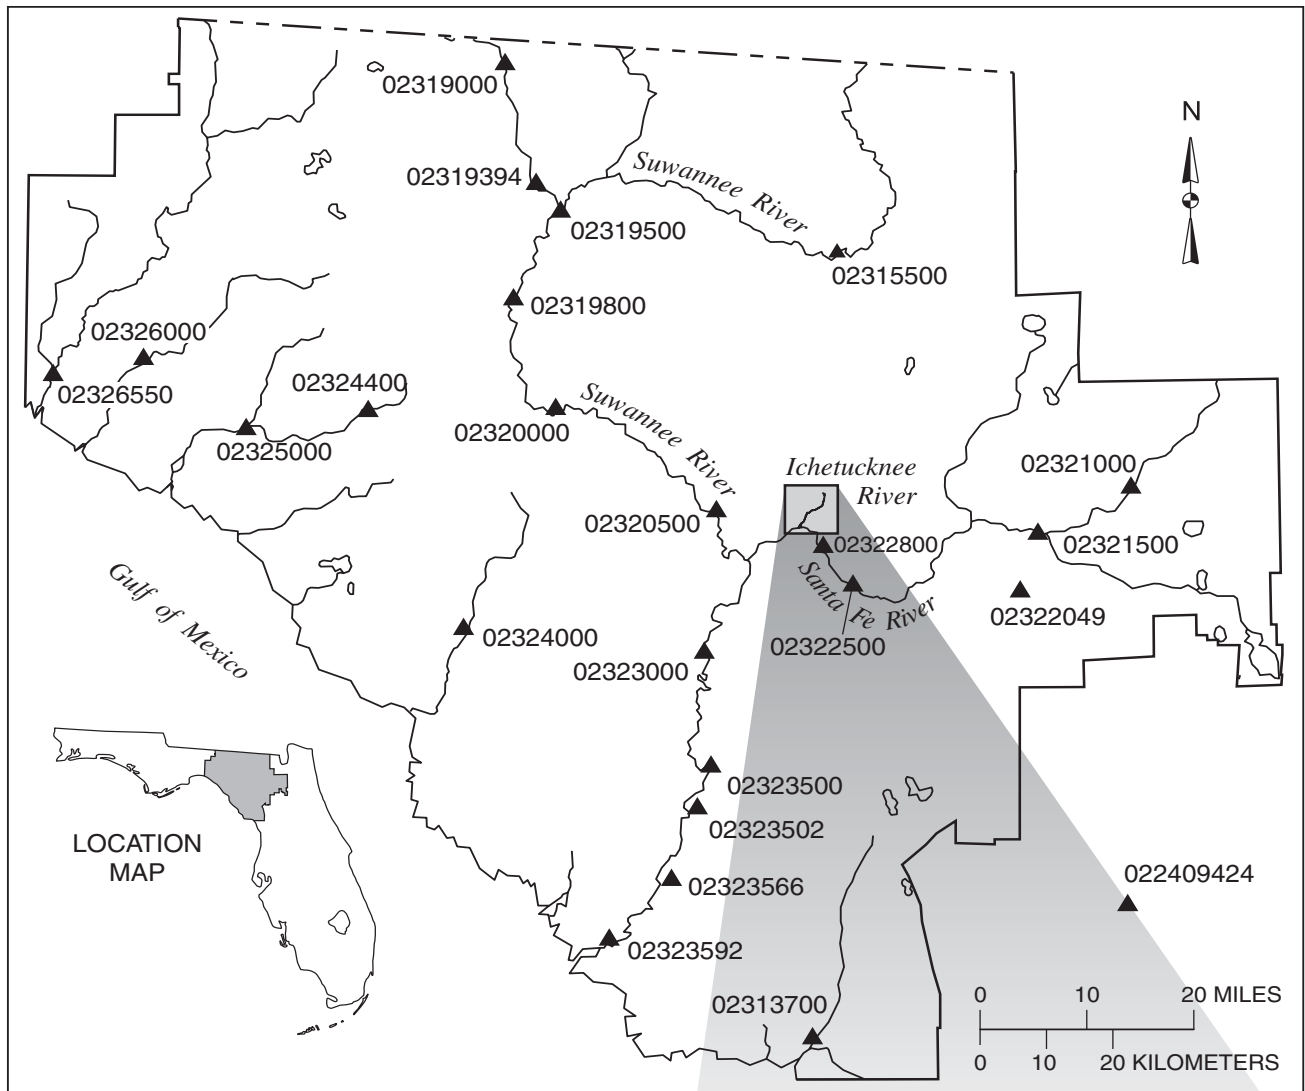 02319000
N
Suwannee River
02319394
02319500
02315500
02319800
02326000
02326550
02324400
02325000
02320000
Suwannee River
Ichetucknee
River
02321000
02320500
02322800
02321500
Santa Fe River
02322049
02322500
02324000
02323000
Gulf of Mexico
02323500
02323502
LOCATION
MAP
02323566
022409424
02323592
02313700
0 10 20 MILES
0 10 20 KILOMETERS